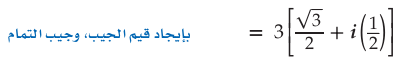 = 3[√3/2 + i(1/2)] بإيجاد قيم الجيب، وجيب التمام